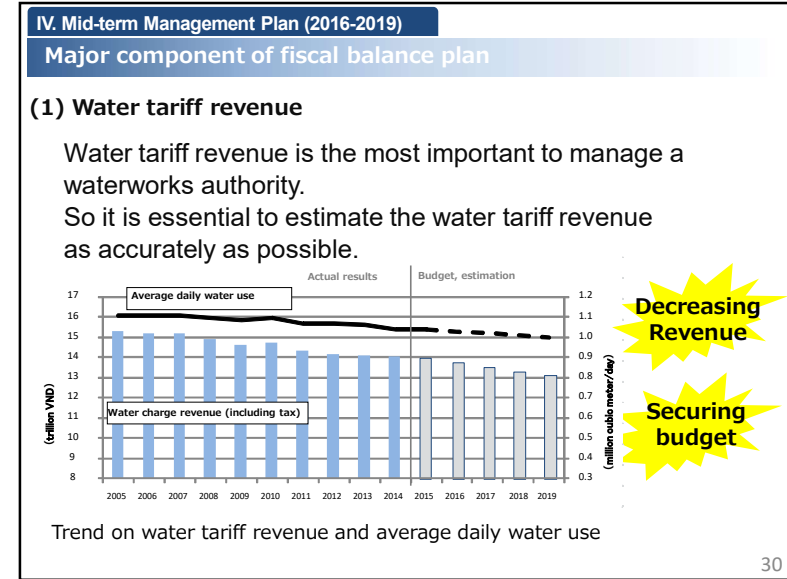 IV. Mid-term Management Plan (2016-2019)
Major component of fiscal balance plan
(1) Water tariff revenue
Water tariff revenue is the most important to manage a
waterworks authority.
So it is essential to estimate the water tariff revenue
as accurately as possible.
Actual results
Budget, estimation
17
16
15
14
13
12
11
10
9
8
(trillion VND)
Average daily water use
Water charge revenue (including tax)
1.2
1.1
1.0
0.9
0.8
0.7
0.6
0.5
0.4
0.3
(million cubic meter/day)
2005 2006 2007 2008 2009 2010 2011 2012 2013 2014 2015 2016 2017 2018 2019
Decreasing
Revenue
Securing
budget
Trend on water tariff revenue and average daily water use
30